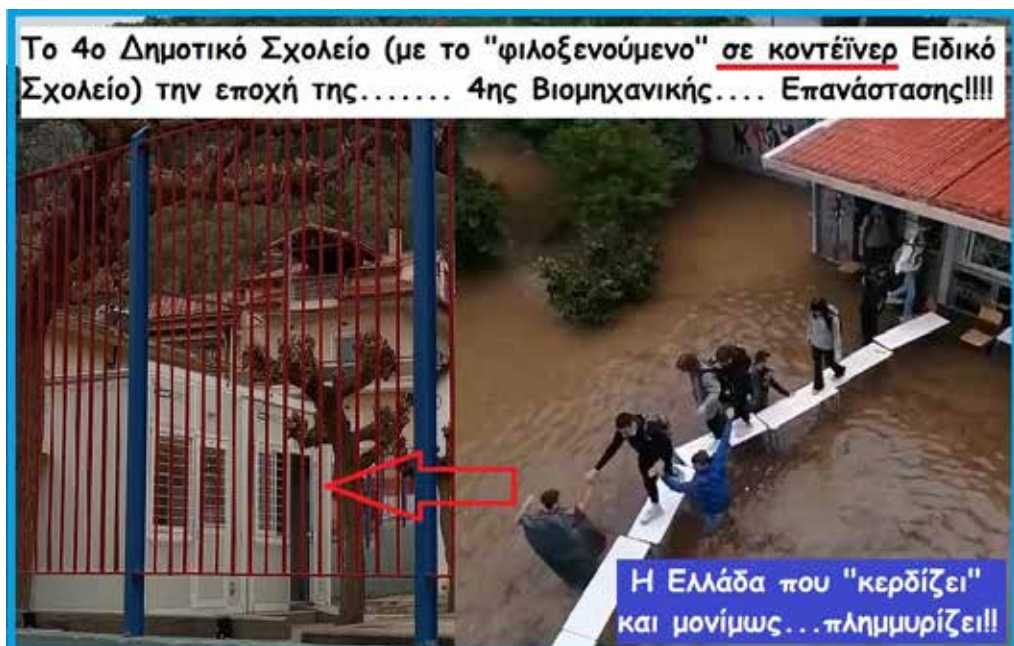 Το 4ο Δημοτικό Σχολείο (με το "φιλοξενούμενο" σε κοντέϊνερ Ειδικό
Σχολείο) την εποχή της....... 4ης Βιομηχανικής.... Επανάστασης!!!!
Η Ελλάδα που "κερδίζει"
και μονίμως...πλημμυρίζει!!